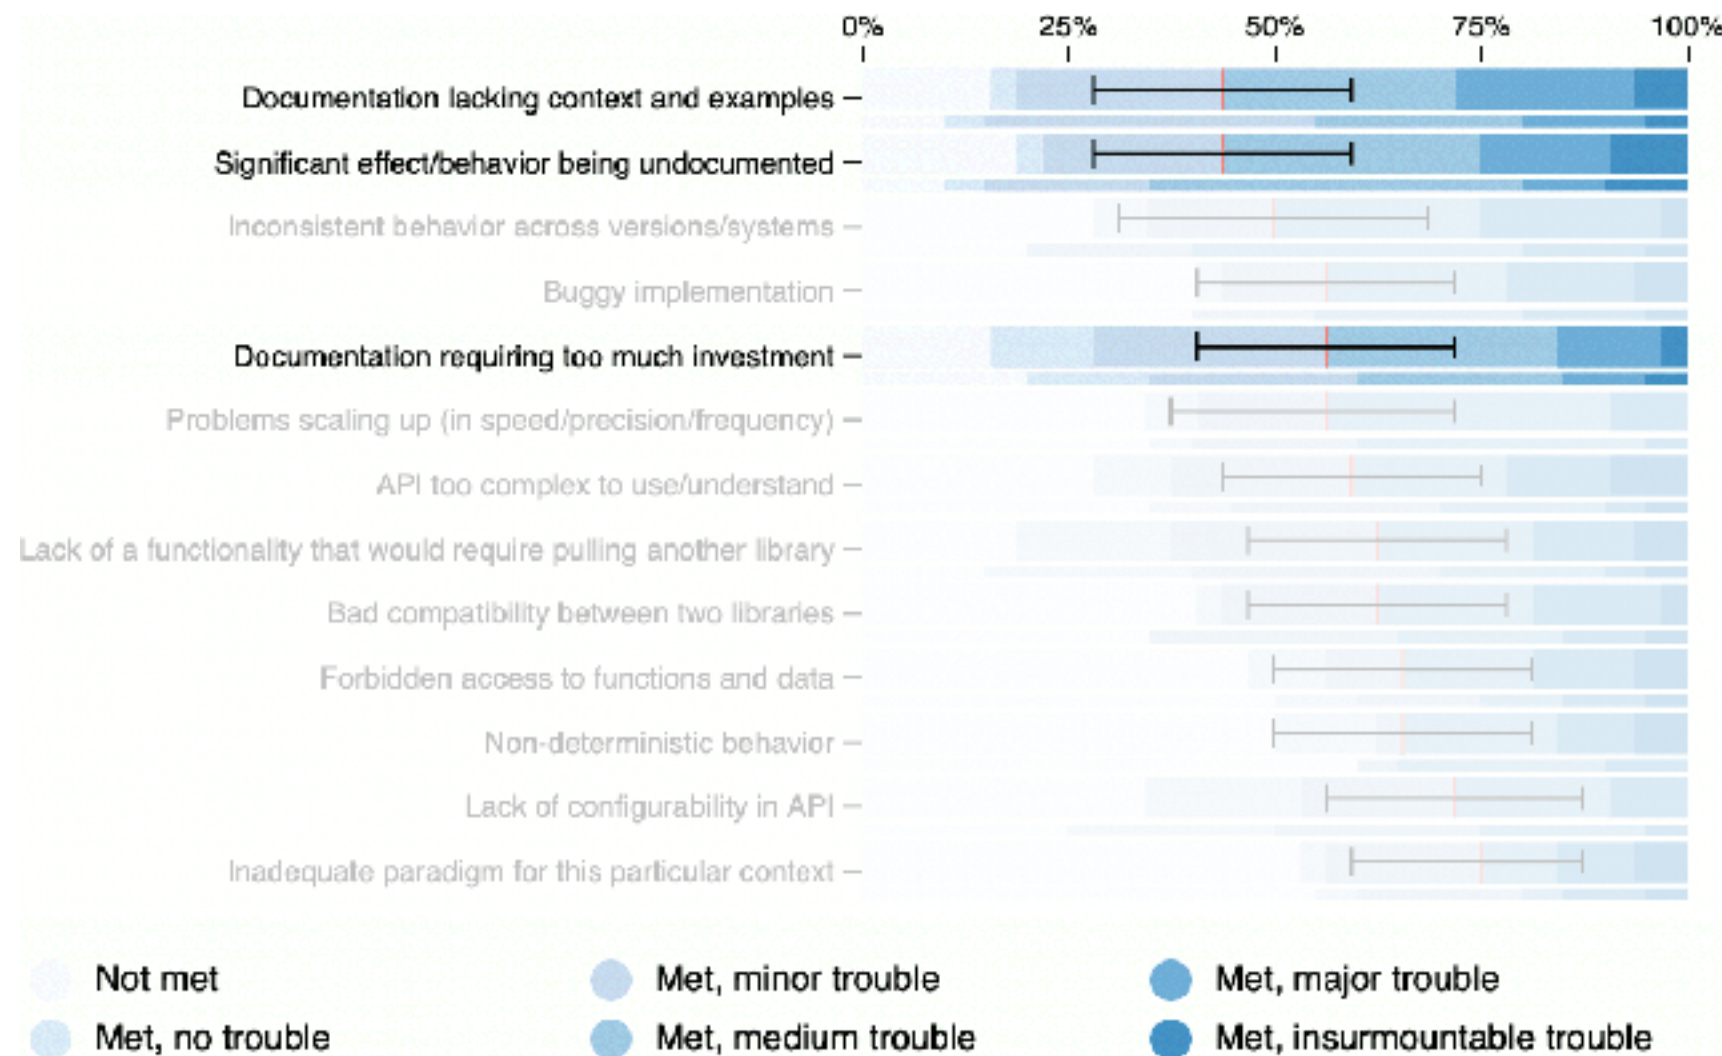 0% 25% 50% 75% 100%
Documentation lacking context and examples
Significant effect/behavior being undocumented
Inconsistent behavior across versions/systems
Buggy implementation
Documentation requiring too much investment
Problems scaling up (in speed/precision/frequency)
API too complex to use/understand
Lack of a functionality that would require pulling another library
Bad compatibility between two libraries
Forbidden access to functions and data
Non-deterministic behavior
Lack of configurability in API
Inadequate paradigm for this particular context
Not met Met, minor trouble Met, major trouble
Met, no trouble Met, medium trouble Met, insurmountable trouble